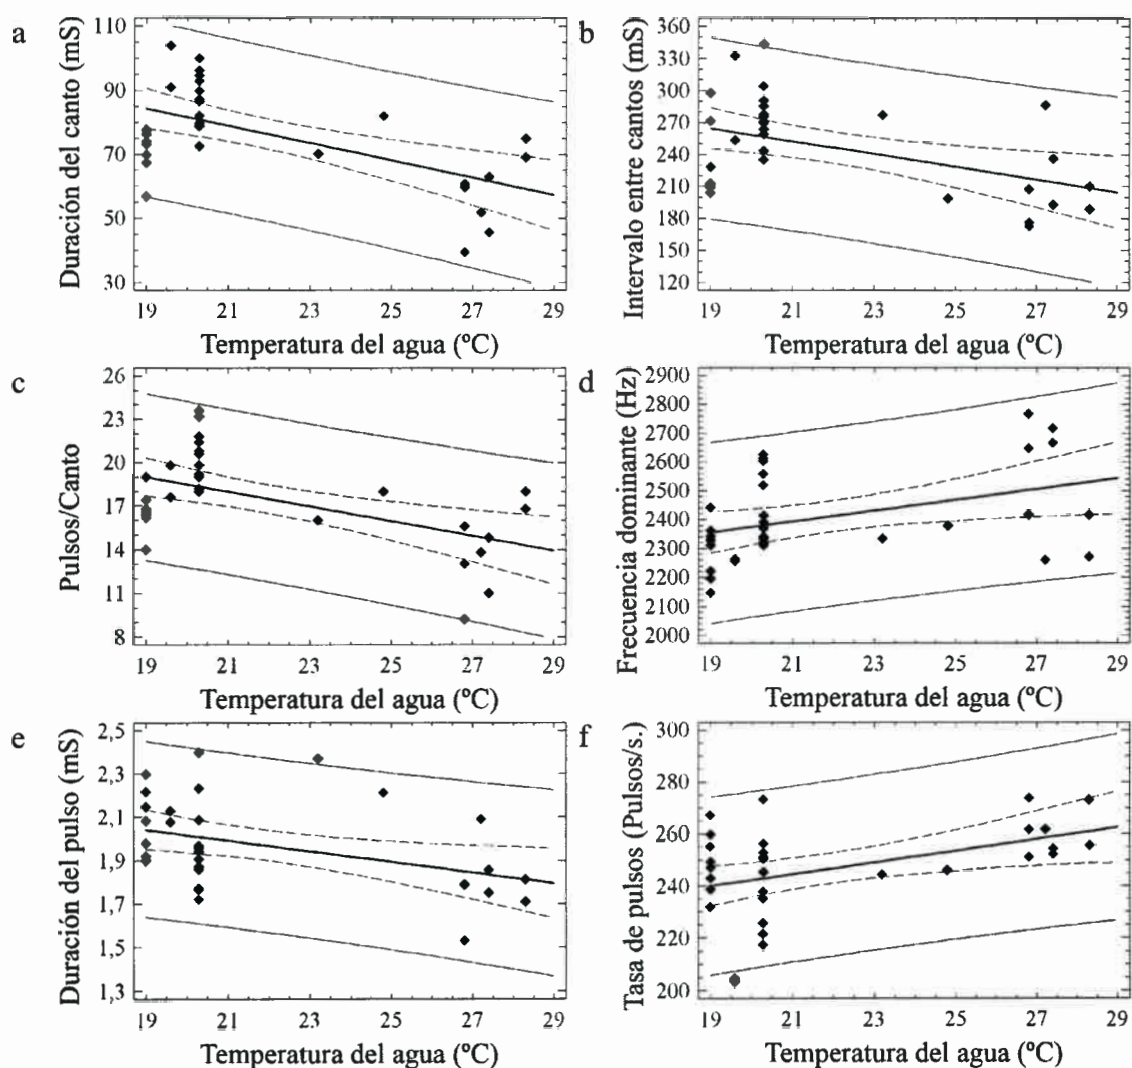 a
Duración del canto (mS)
110
90
70
50
30
19 21 23 25 27 29
Temperatura del agua (ºC)
b
Intervalo entre cantos (mS)
360
330
300
270
240
210
180
150
120
19 21 23 25 27 29
Temperatura del agua (ºC)
c
Pulsos/Canto
26
23
20
17
14
11
8
19 21 23 25 27 29
Temperatura del agua (ºC)
d
Frecuencia dominante (Hz)
2900
2800
2700
2600
2500
2400
2300
2200
2100
2000
19 21 23 25 27 29
Temperatura del agua (ºC)
e
Duración del pulso (mS)
2,5
2,3
2,1
1,9
1,7
1,5
1,3
19 21 23 25 27 29
Temperatura del agua (ºC)
f
Tasa de pulsos (Pulsos/s.)
300
280
260
240
220
200
19 21 23 25 27 29
Temperatura del agua (ºC)